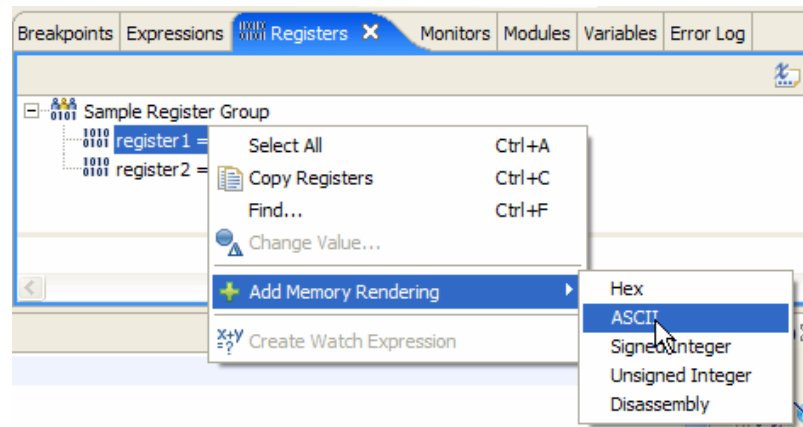 Breakpoints Expressions Registers Monitors Modules Variables Error Log
Sample Register Group
register1 =
register2 =
Select All Ctrl+A
Copy Registers Ctrl+C
Find... Ctrl+F
Change Value...
Add Memory Rendering
Create Watch Expression
Hex
ASCII
Signed Integer
Unsigned Integer
Disassembly